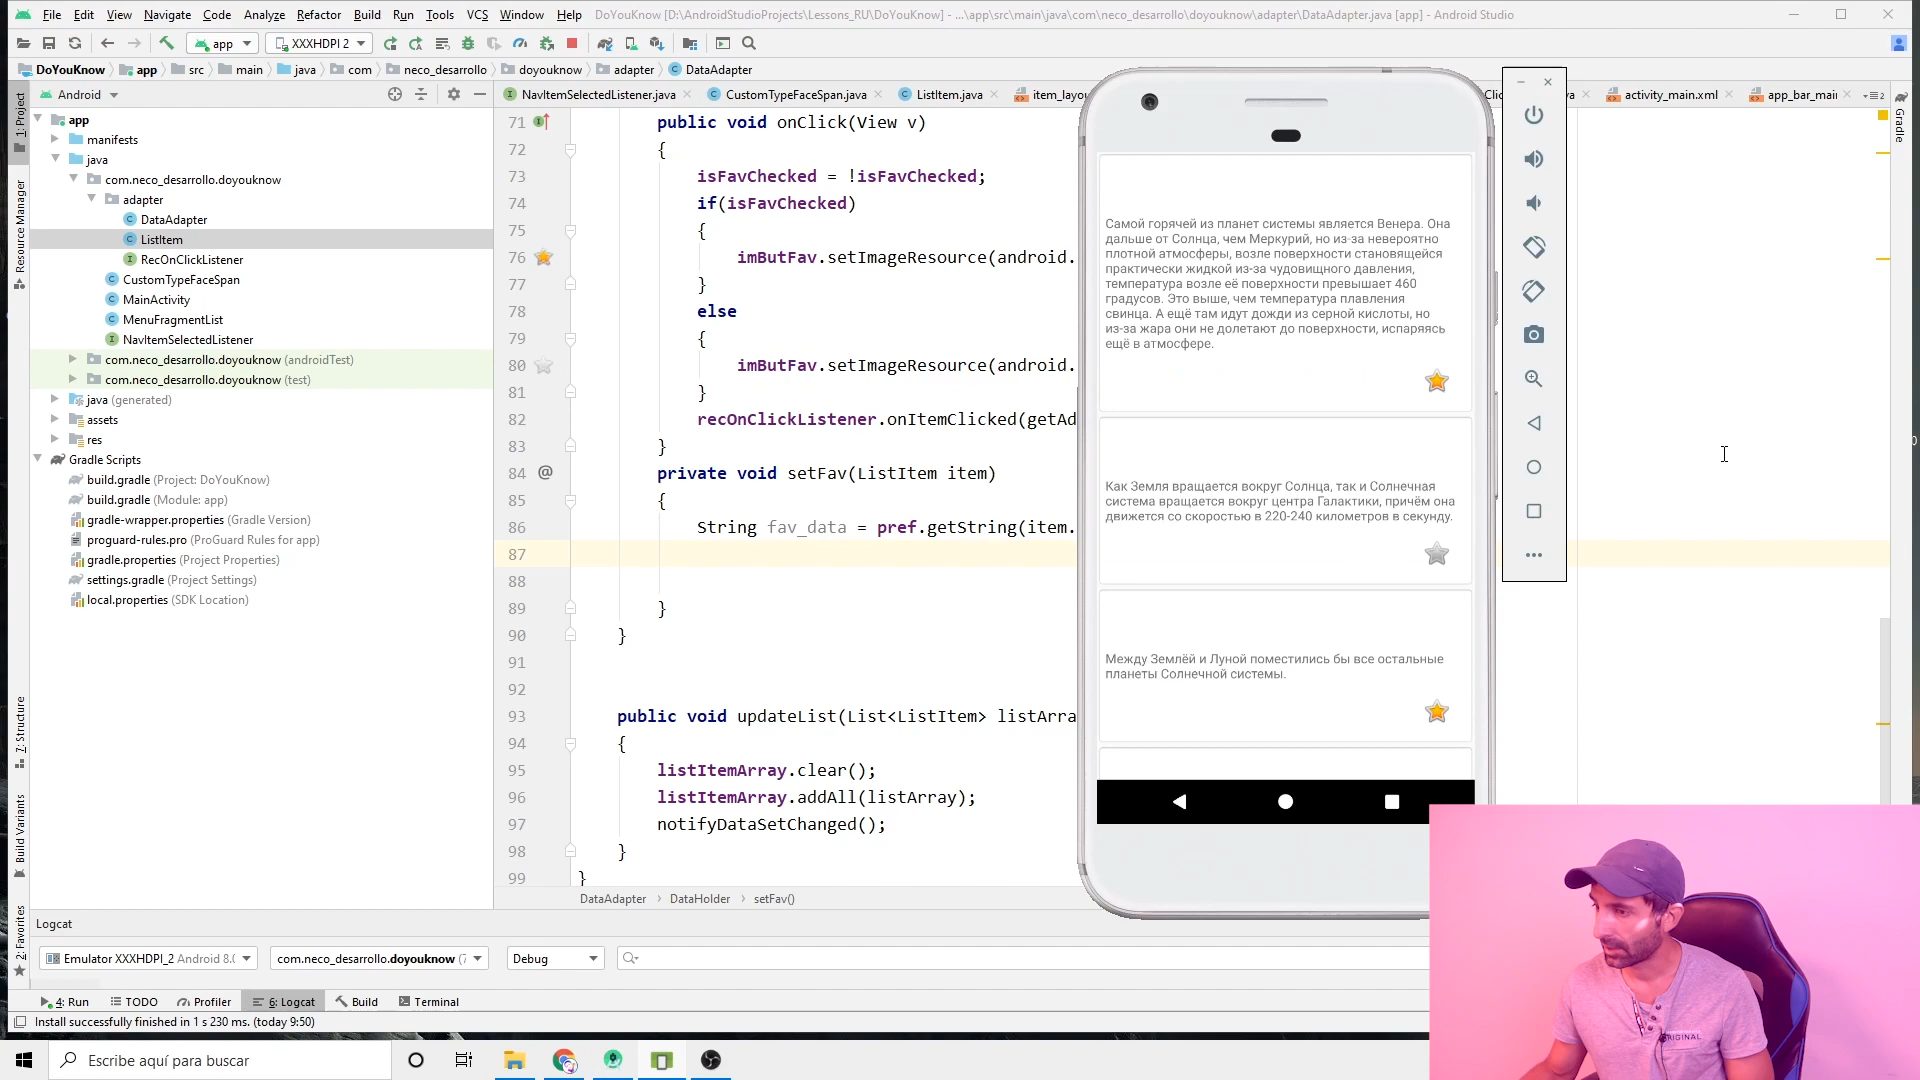 File Edit View Navigate Code Analyze Refactor Build Run Tools VCS Window Help DoYouKnow [D:\AndroidStudioProjects\Lessons_RU\DoYouKnow] - ...\app\src\main\java\com\neco_desarrollo\doyouknow\adapter\DataAdapter.java [app] - Android Studio
app XXXHDPI 2
DoYouKnow app src main java com neco_desarrollo doyouknow adapter DataAdapter
Android
NavItemSelectedListener.java CustomTypeFaceSpan.java ListItem.java activity_main.xml
1: Project
Resource Manager
7: Structure
Build Variants
2: Favorites
Gradle
app
manifests
java
com.neco_desarrollo.doyouknow
adapter
DataAdapter
ListItem
RecOnClickListener
CustomTypeFaceSpan
MainActivity
MenuFragmentList
NavItemSelectedListener
com.neco_desarrollo.doyouknow (androidTest)
com.neco_desarrollo.doyouknow (test)
java (generated)
assets
res
Gradle Scripts
build.gradle (Project: DoYouKnow)
build.gradle (Module: app)
gradle-wrapper.properties (Gradle Version)
proguard-rules.pro (ProGuard Rules for app)
gradle.properties (Project Properties)
settings.gradle (Project Settings)
local.properties (SDK Location)
71 public void onClick(View v)
72 {
73 isFavChecked = !isFavChecked;
74 if(isFavChecked)
75 {
76 imButFav.setImageResource(android.
77 }
78 else
79 {
80 imButFav.setImageResource(android.
81 }
82 recOnClickListener.onItemClicked(getAd
83 }
84 @ private void setFav(ListItem item)
85 {
86 String fav_data = pref.getString(item.
87
88
89 }
90 }
91
92
93 public void updateList(List<ListItem> listArra
94 {
95 listItemArray.clear();
96 listItemArray.addAll(listArray);
97 notifyDataSetChanged();
98 }
99 }
DataAdapter DataHolder setFav()
Самой горячей из планет системы является Венера. Она
дальше от Солнца, чем Меркурий, но из-за невероятно
плотной атмосферы, возле поверхности становящейся
практически жидкой из-за чудовищного давления,
температура возле её поверхности превышает 460
градусов. Это выше, чем температура плавления
свинца. А ещё там идут дожди из серной кислоты, но
из-за жара они не долетают до поверхности, испаряясь
ещё в атмосфере.
Как Земля вращается вокруг Солнца, так и Солнечная
система вращается вокруг центра Галактики, причём она
движется со скоростью в 220-240 километров в секунду.
Между Землёй и Луной поместились бы все остальные
планеты Солнечной системы.
Logcat
Emulator XXXHDPI_2 Android 8.0 com.neco_desarrollo.doyouknow Debug
4: Run TODO Profiler 6: Logcat Build Terminal
Install successfully finished in 1 s 230 ms. (today 9:50)
Escribe aquí para buscar
ORIGINAL